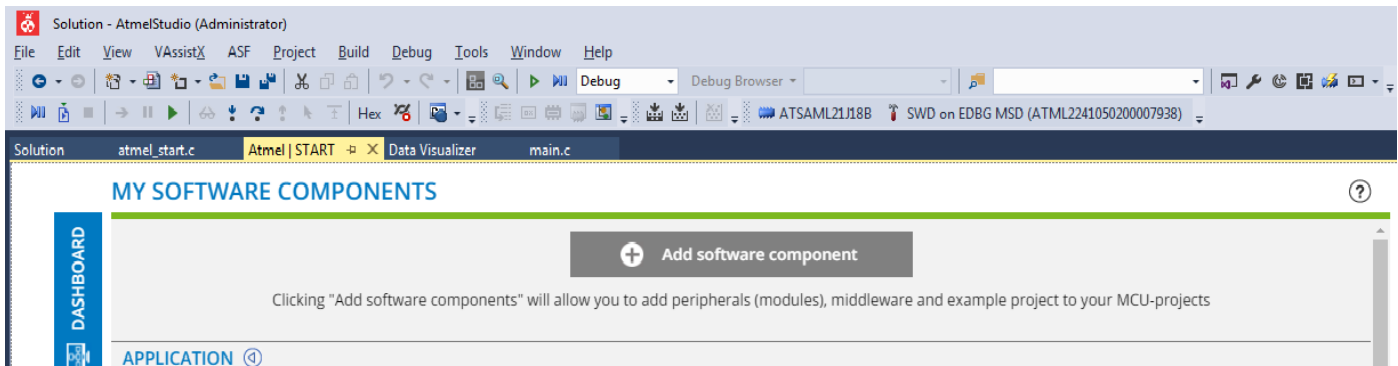 Solution - AtmelStudio (Administrator)
File Edit View VAssistX ASF Project Build Debug Tools Window Help
Debug Debug Browser
Hex ATSAML21J18B SWD on EDBG MSD (ATML2241050200007938)
Solution atmel_start.c Atmel | START Data Visualizer main.c
MY SOFTWARE COMPONENTS
DASHBOARD
Add software component
Clicking "Add software components" will allow you to add peripherals (modules), middleware and example project to your MCU-projects
APPLICATION